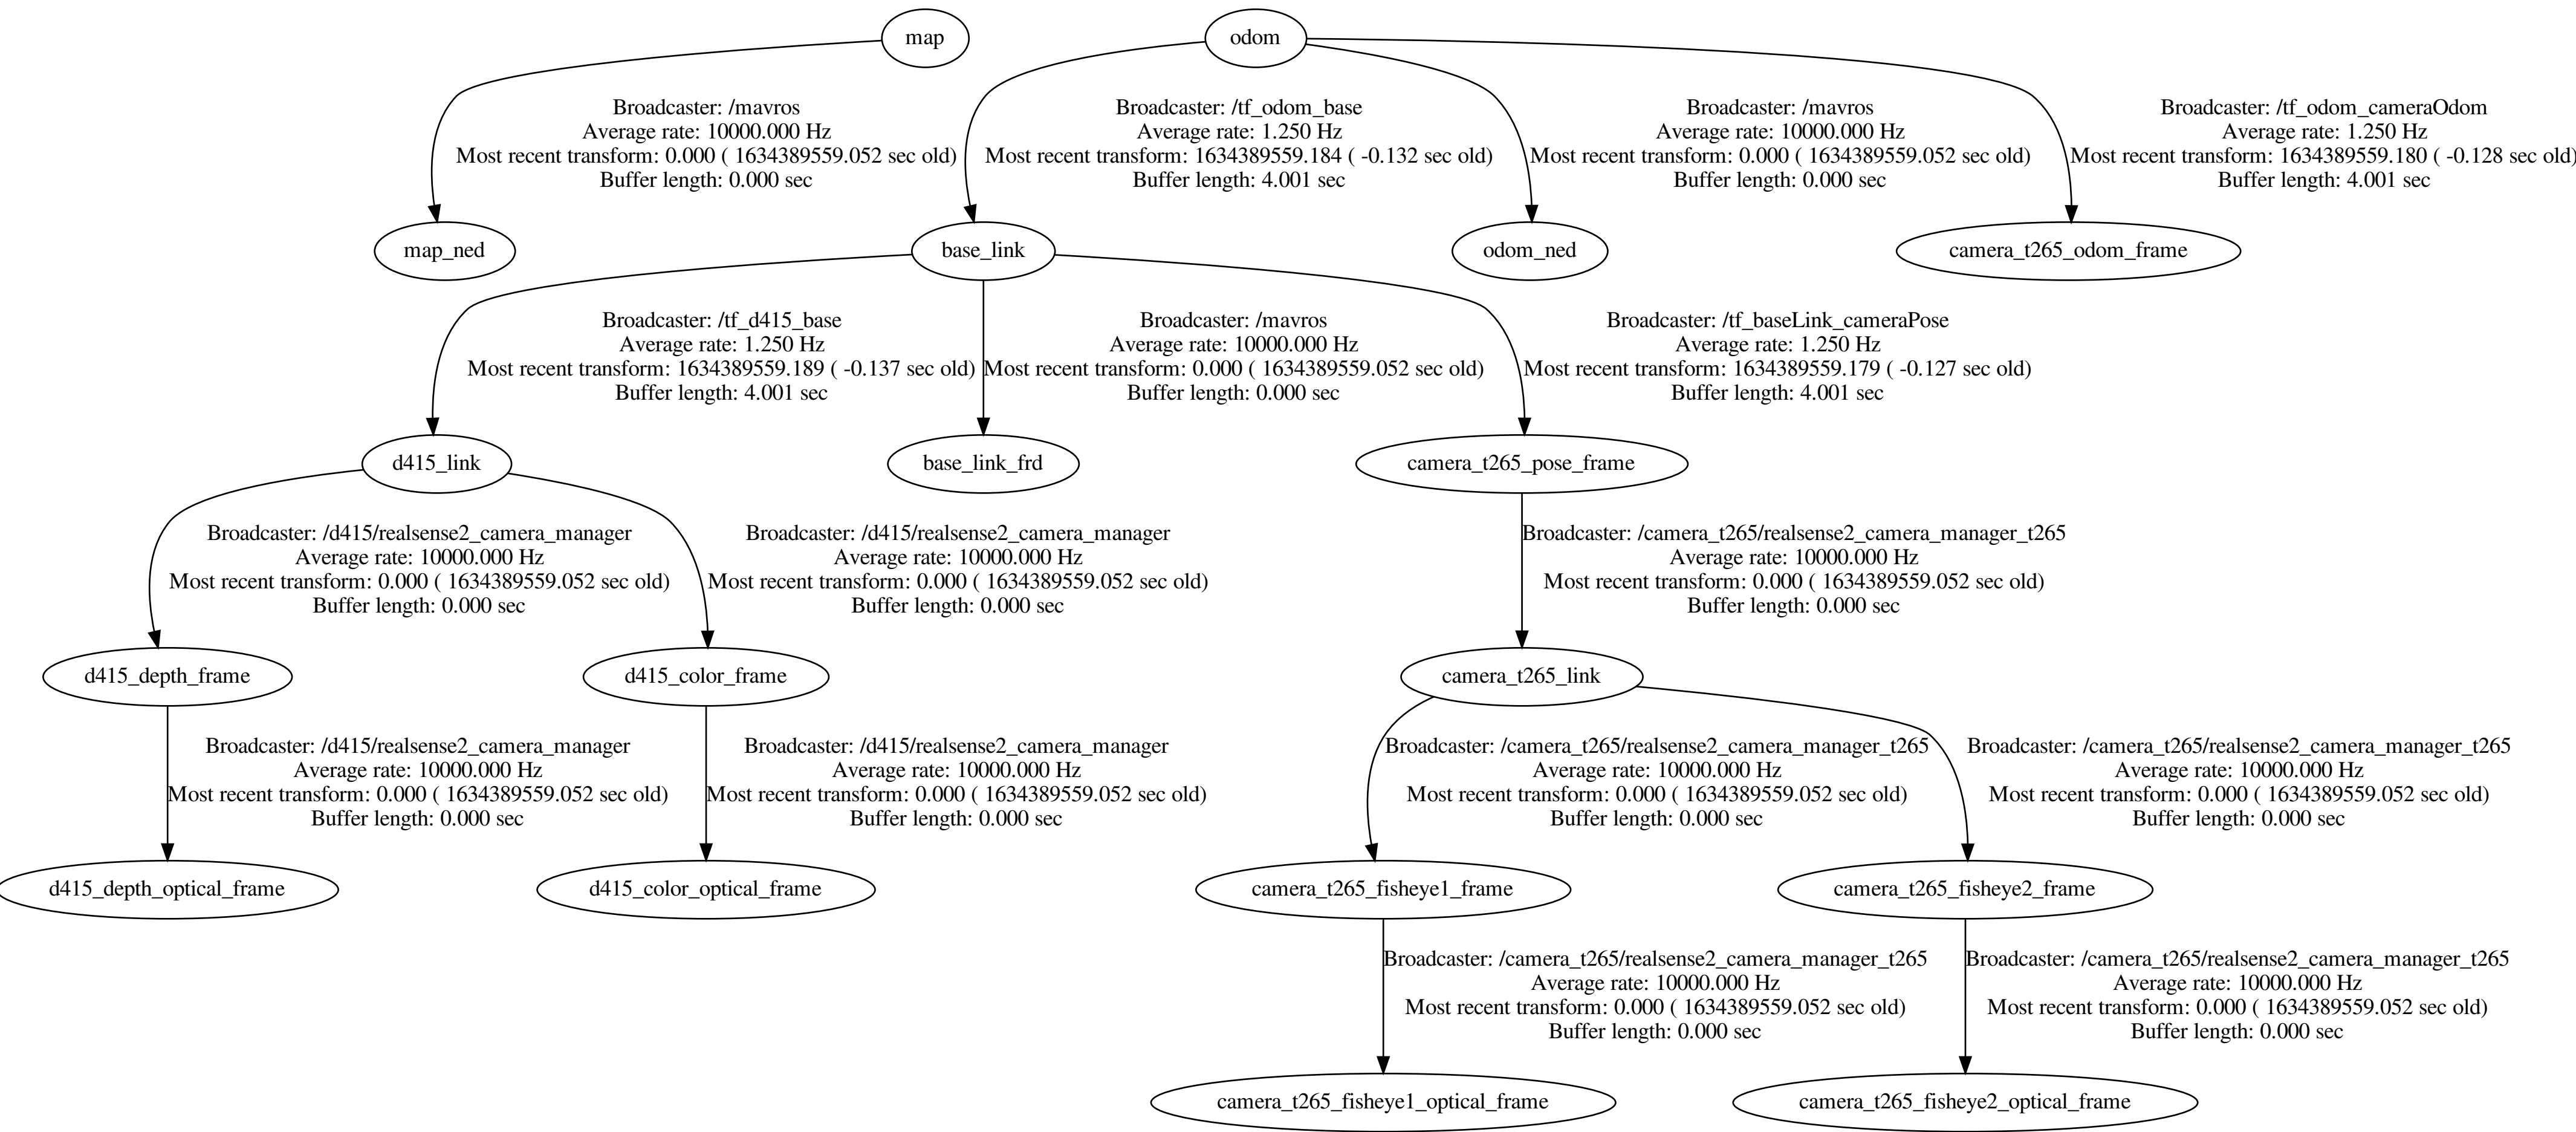 map
odom
Broadcaster: /mavros
Average rate: 10000.000 Hz
Most recent transform: 0.000 ( 1634389559.052 sec old)
Buffer length: 0.000 sec
Broadcaster: /tf_odom_base
Average rate: 1.250 Hz
Most recent transform: 1634389559.184 ( -0.132 sec old)
Buffer length: 4.001 sec
Broadcaster: /mavros
Average rate: 10000.000 Hz
Most recent transform: 0.000 ( 1634389559.052 sec old)
Buffer length: 0.000 sec
Broadcaster: /tf_odom_cameraOdom
Average rate: 1.250 Hz
Most recent transform: 1634389559.180 ( -0.128 sec old)
Buffer length: 4.001 sec
map_ned
base_link
odom_ned
camera_t265_odom_frame
Broadcaster: /tf_d415_base
Average rate: 1.250 Hz
Most recent transform: 1634389559.189 ( -0.137 sec old)
Buffer length: 4.001 sec
Broadcaster: /mavros
Average rate: 10000.000 Hz
Most recent transform: 0.000 ( 1634389559.052 sec old)
Buffer length: 0.000 sec
Broadcaster: /tf_baseLink_cameraPose
Average rate: 1.250 Hz
Most recent transform: 1634389559.179 ( -0.127 sec old)
Buffer length: 4.001 sec
d415_link
base_link_frd
camera_t265_pose_frame
Broadcaster: /d415/realsense2_camera_manager
Average rate: 10000.000 Hz
Most recent transform: 0.000 ( 1634389559.052 sec old)
Buffer length: 0.000 sec
Broadcaster: /d415/realsense2_camera_manager
Average rate: 10000.000 Hz
Most recent transform: 0.000 ( 1634389559.052 sec old)
Buffer length: 0.000 sec
Broadcaster: /camera_t265/realsense2_camera_manager_t265
Average rate: 10000.000 Hz
Most recent transform: 0.000 ( 1634389559.052 sec old)
Buffer length: 0.000 sec
d415_depth_frame
d415_color_frame
camera_t265_link
Broadcaster: /d415/realsense2_camera_manager
Average rate: 10000.000 Hz
Most recent transform: 0.000 ( 1634389559.052 sec old)
Buffer length: 0.000 sec
Broadcaster: /d415/realsense2_camera_manager
Average rate: 10000.000 Hz
Most recent transform: 0.000 ( 1634389559.052 sec old)
Buffer length: 0.000 sec
Broadcaster: /camera_t265/realsense2_camera_manager_t265
Average rate: 10000.000 Hz
Most recent transform: 0.000 ( 1634389559.052 sec old)
Buffer length: 0.000 sec
Broadcaster: /camera_t265/realsense2_camera_manager_t265
Average rate: 10000.000 Hz
Most recent transform: 0.000 ( 1634389559.052 sec old)
Buffer length: 0.000 sec
d415_depth_optical_frame
d415_color_optical_frame
camera_t265_fisheye1_frame
camera_t265_fisheye2_frame
Broadcaster: /camera_t265/realsense2_camera_manager_t265
Average rate: 10000.000 Hz
Most recent transform: 0.000 ( 1634389559.052 sec old)
Buffer length: 0.000 sec
Broadcaster: /camera_t265/realsense2_camera_manager_t265
Average rate: 10000.000 Hz
Most recent transform: 0.000 ( 1634389559.052 sec old)
Buffer length: 0.000 sec
camera_t265_fisheye1_optical_frame
camera_t265_fisheye2_optical_frame